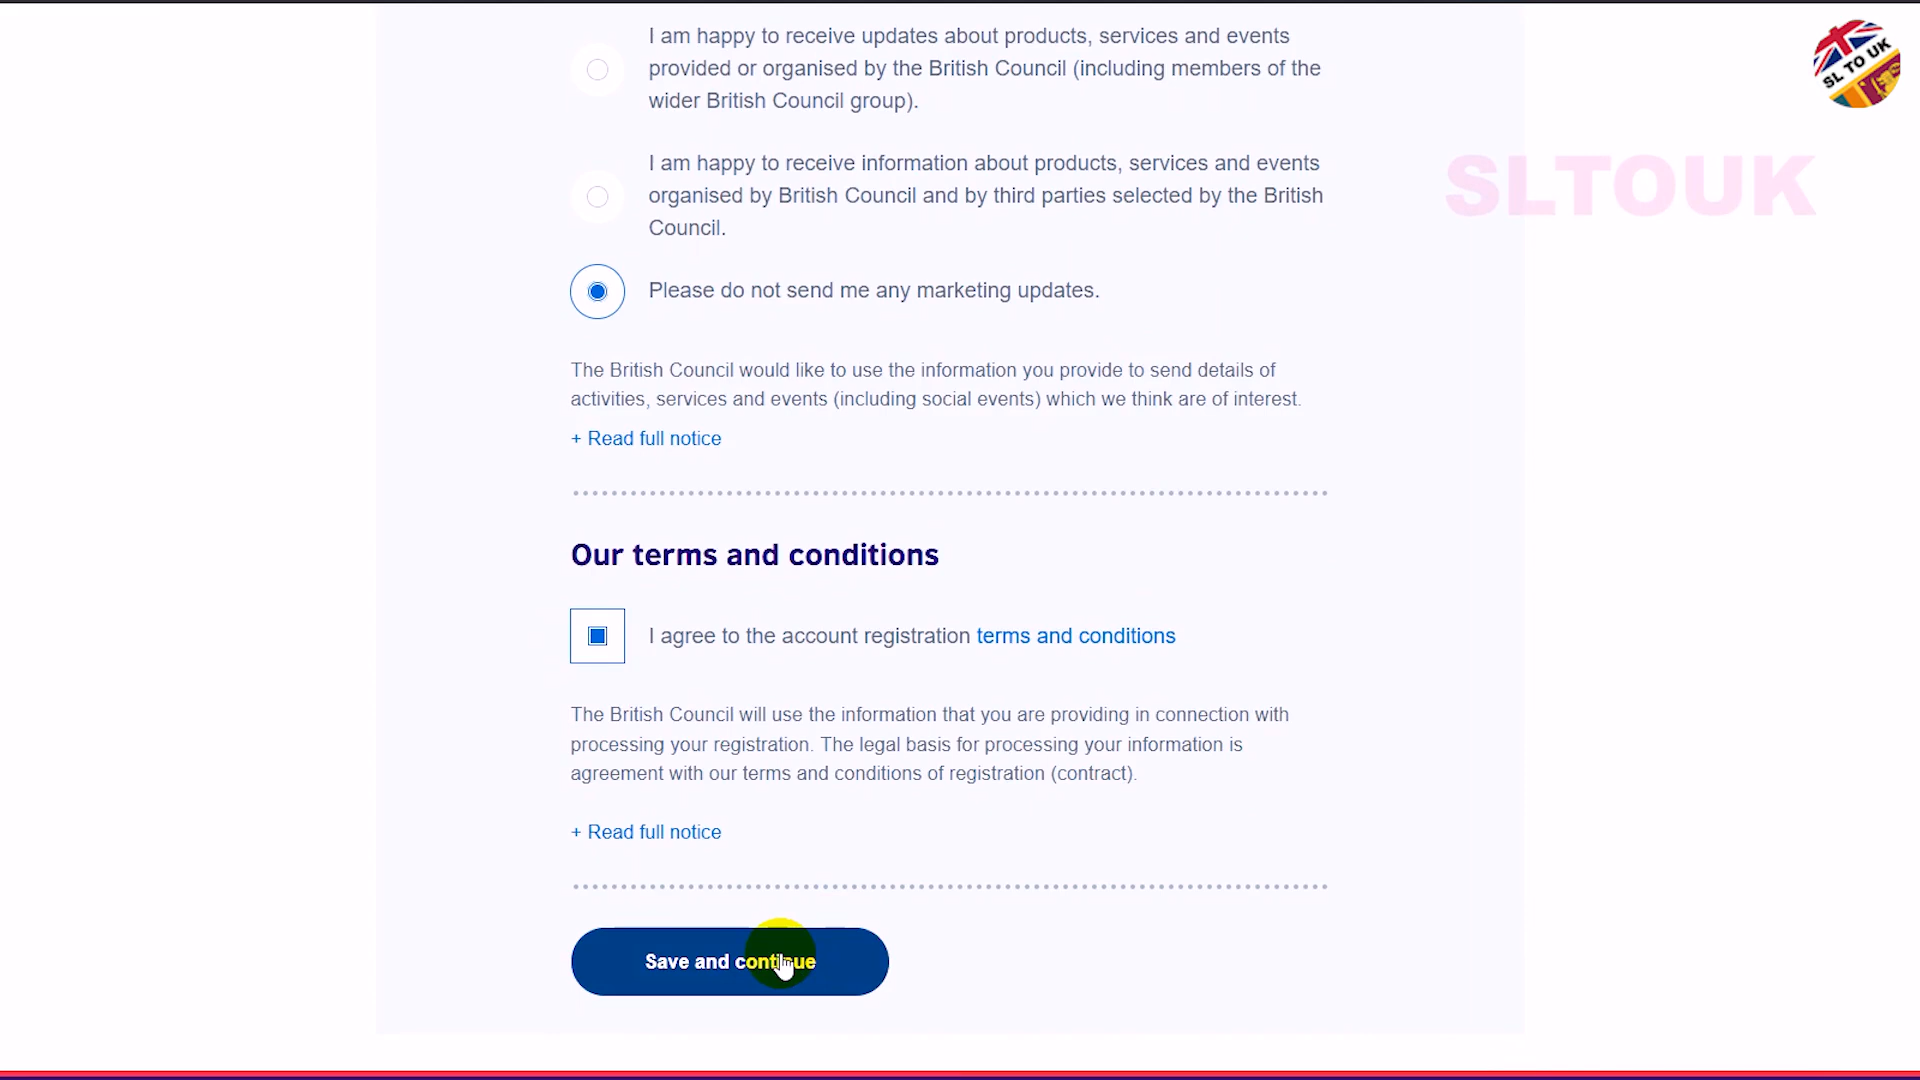 I am happy to receive updates about products, services and events
provided or organised by the British Council (including members of the
wider British Council group).
SL TO UK
I am happy to receive information about products, services and events
organised by British Council and by third parties selected by the British
Council.
SLTOUK
Please do not send me any marketing updates.
The British Council would like to use the information you provide to send details of
activities, services and events (including social events) which we think are of interest.
+ Read full notice
Our terms and conditions
I agree to the account registration terms and conditions
The British Council will use the information that you are providing in connection with
processing your registration. The legal basis for processing your information is
agreement with our terms and conditions of registration (contract).
+ Read full notice
Save and continue